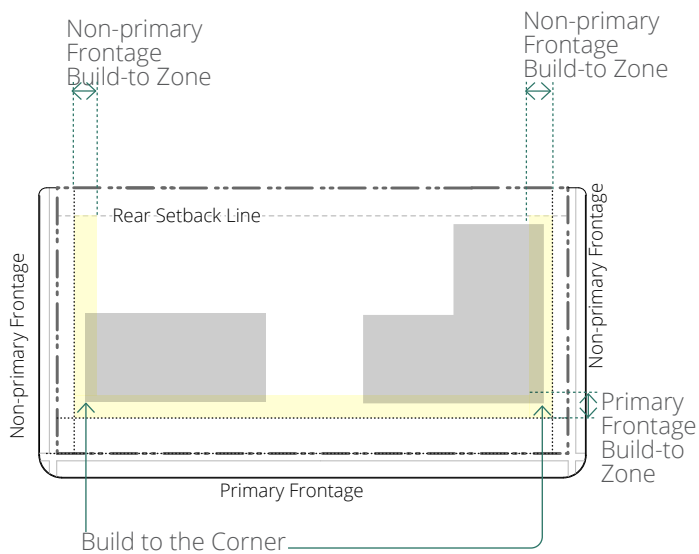 Non-primary
Frontage
Build-to Zone
Non-primary
Frontage
Build-to Zone
Rear Setback Line
Non-primary Frontage
Non-primary Frontage
Primary
Frontage
Build-to
Zone
Primary Frontage
Build to the Corner